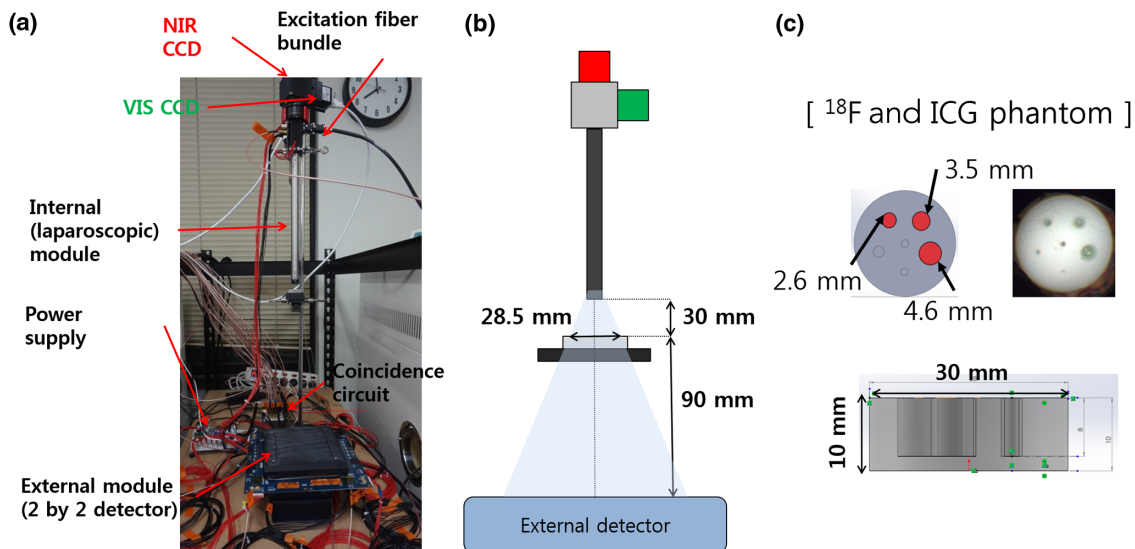 (a)
NIR
CCD
Excitation fiber
bundle
VIS CCD
Internal
(laparoscopic)
module
Power
supply
Coincidence
circuit
External module
(2 by 2 detector)
(b)
28.5 mm
30 mm
90 mm
External detector
(c)
[ ¹⁸F and ICG phantom ]
3.5 mm
2.6 mm
4.6 mm
30 mm
10 mm
8
10